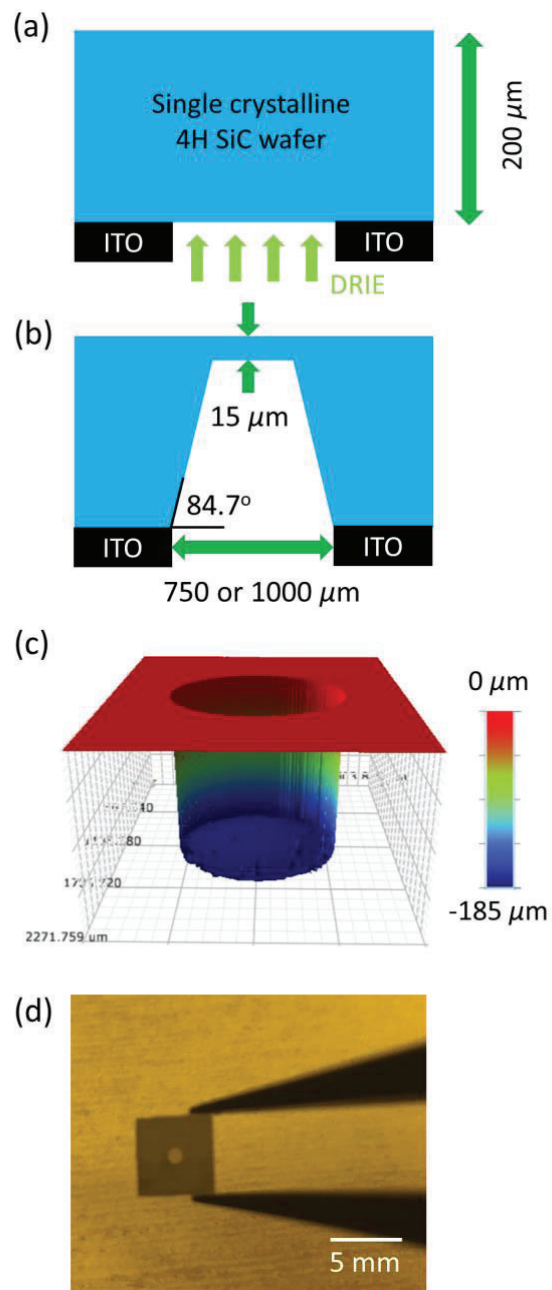 (a)
Single crystalline
4H SiC wafer
200 μm
ITO
ITO
DRIE
(b)
15 μm
84.7°
ITO
ITO
750 or 1000 μm
(c)
0 μm
-185 μm
2271.759 um
(d)
5 mm